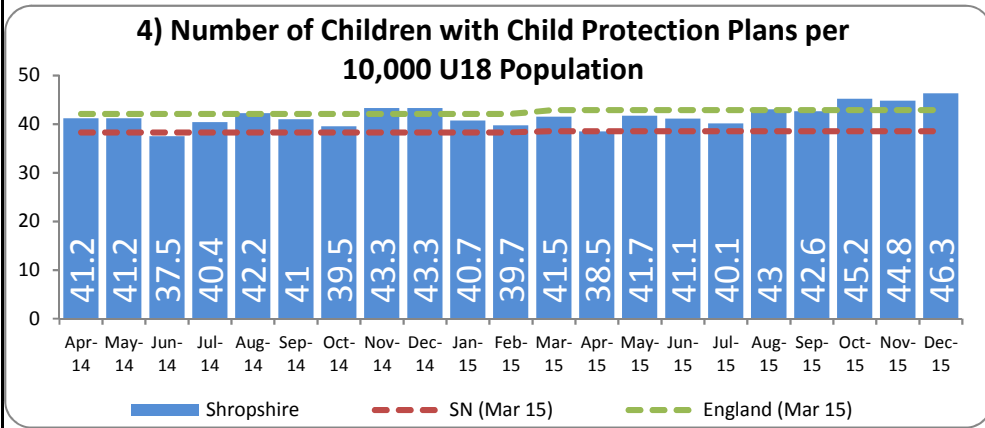 4) Number of Children with Child Protection Plans per
10,000 U18 Population
50
40
30
20
10
0
41.2
41.2
37.5
40.4
42.2
41
39.5
43.3
43.3
40.7
39.7
41.5
38.5
41.7
41.1
40.1
43
42.6
45.2
44.8
46.3
Apr-14
May-14
Jun-14
Jul-14
Aug-14
Sep-14
Oct-14
Nov-14
Dec-14
Jan-15
Feb-15
Mar-15
Apr-15
May-15
Jun-15
Jul-15
Aug-15
Sep-15
Oct-15
Nov-15
Dec-15
Shropshire
SN (Mar 15)
England (Mar 15)